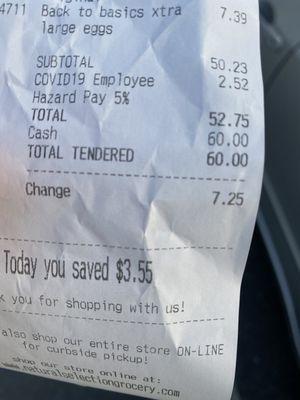 4711 Back to basics xtra 7.39
large eggs
SUBTOTAL 50.23
COVID19 Employee 2.52
Hazard Pay 5%
TOTAL 52.75
Cash 60.00
TOTAL TENDERED 60.00
Change 7.25
Today you saved $3.55
you for shopping with us!
also shop our entire store ON-LINE
for curbside pickup!
shop our store online at:
www.naturalselectiongrocery.com